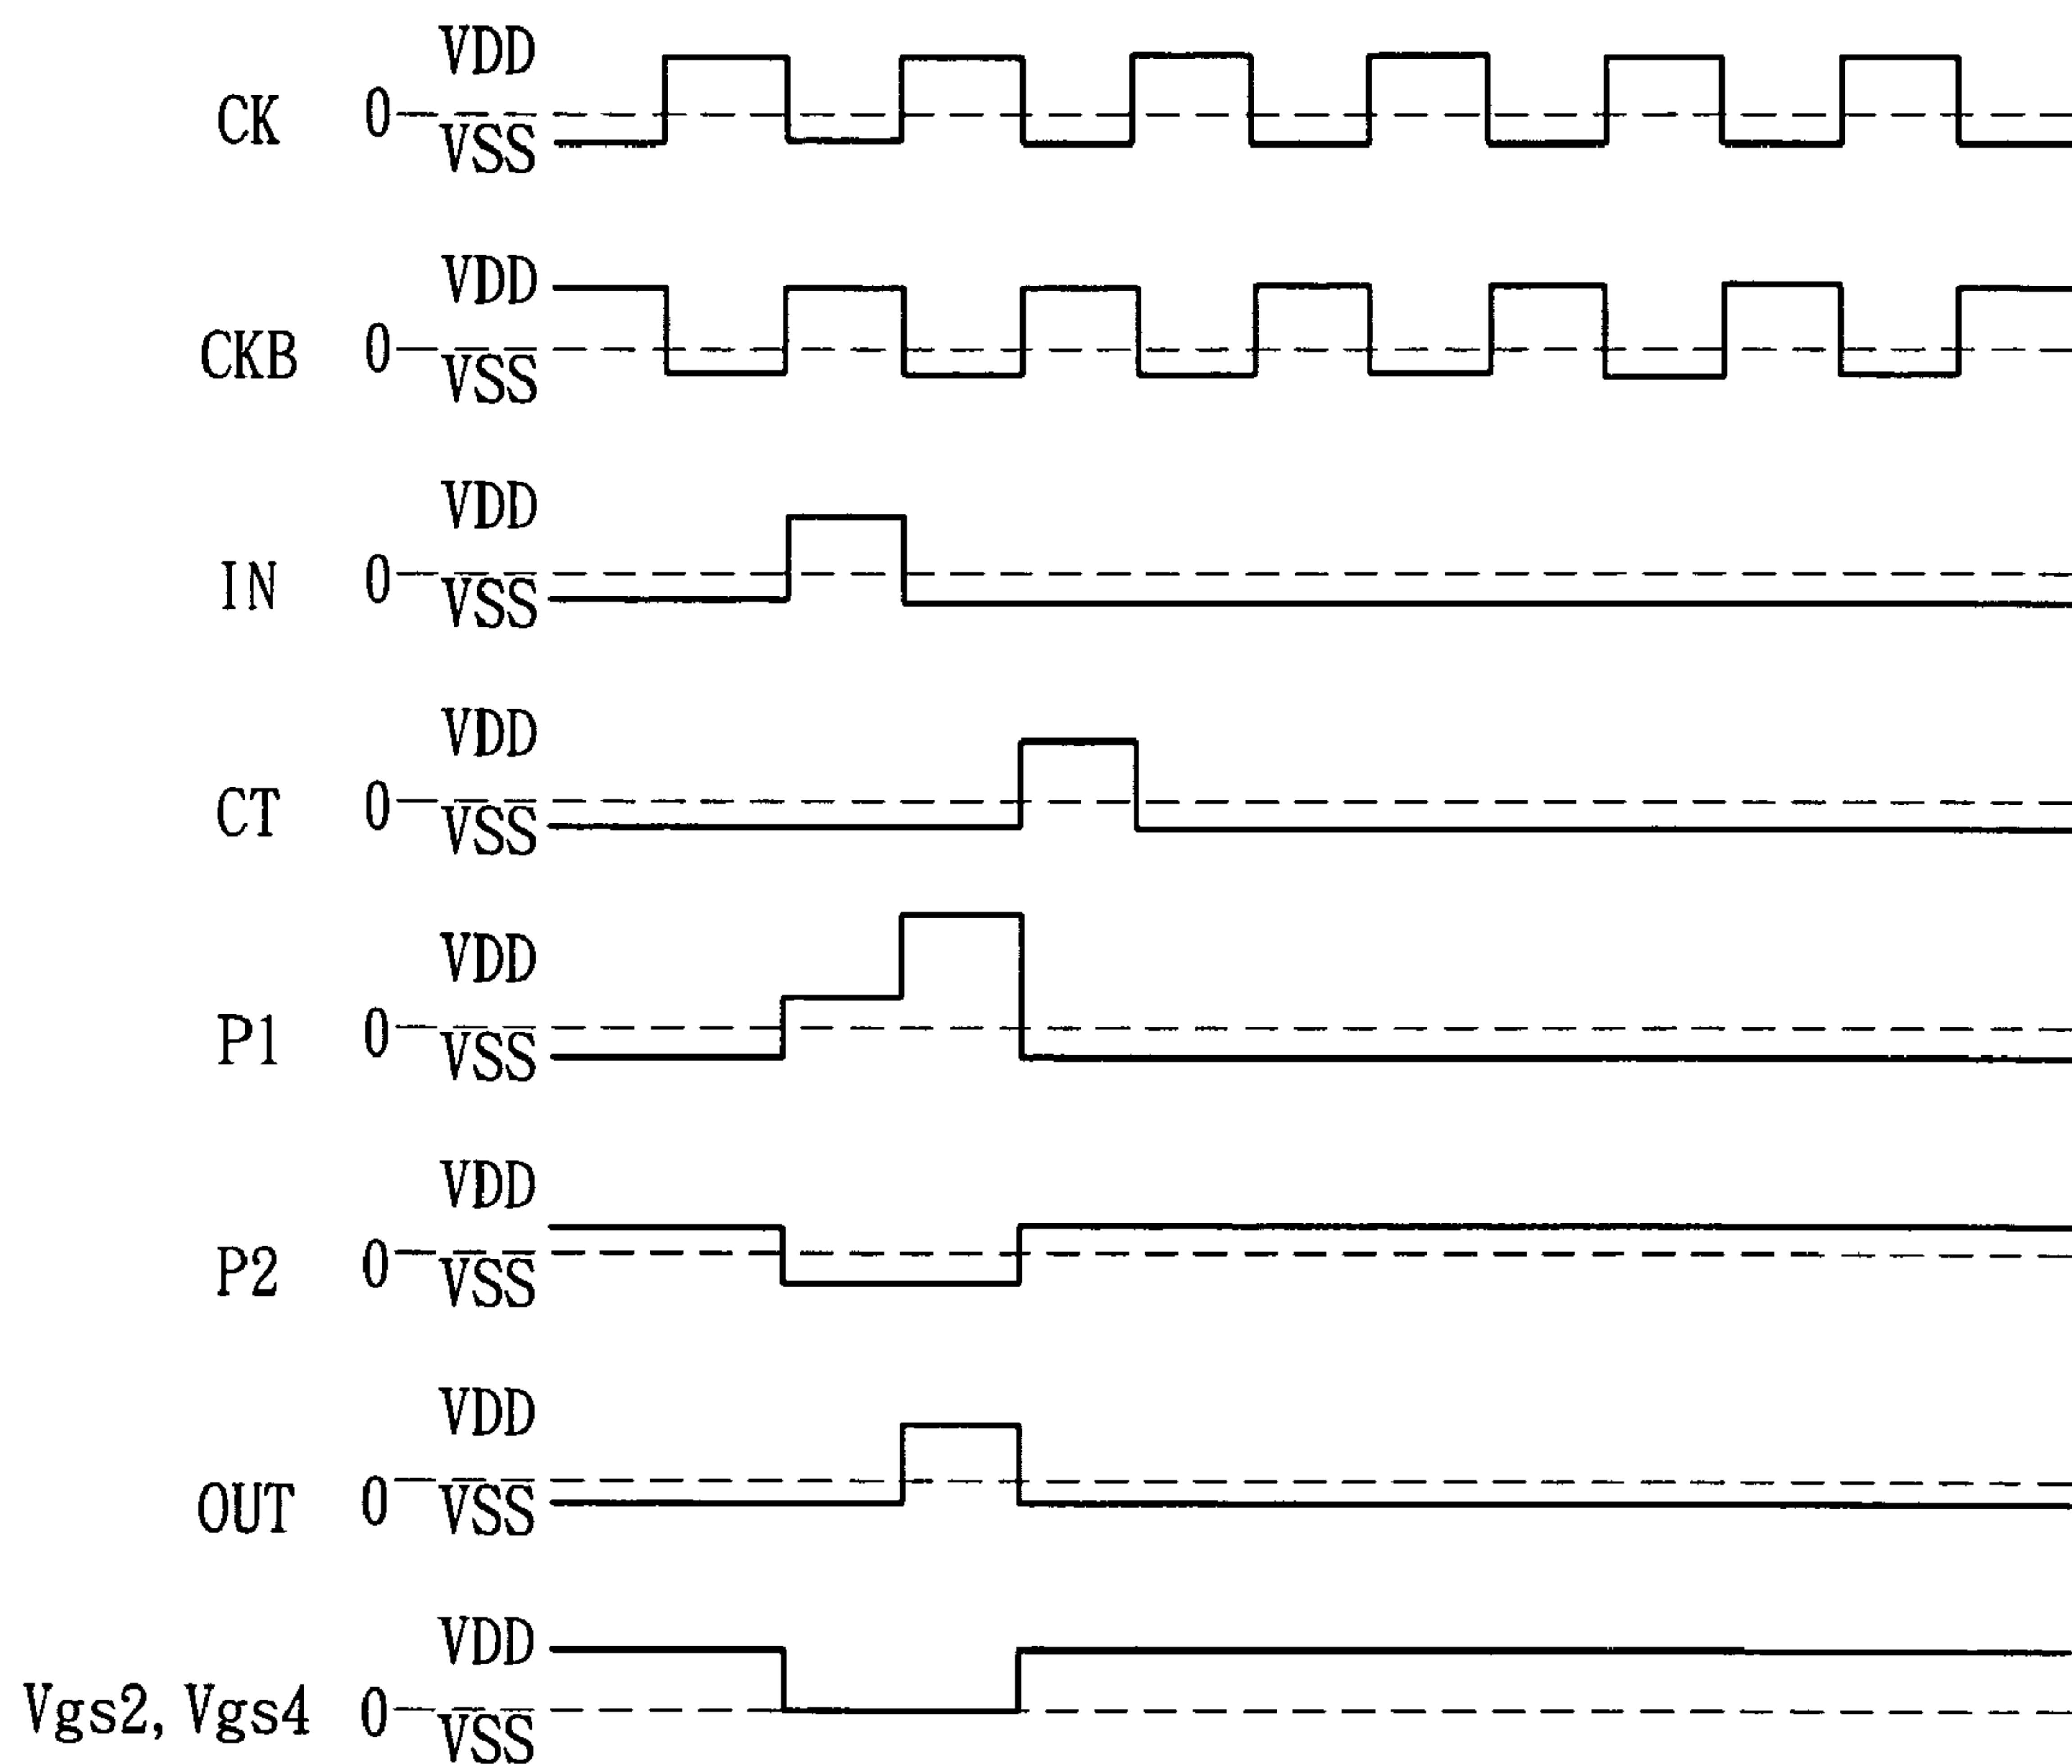 VDD
CK 0
VSS
VDD
CKB 0
VSS
VDD
IN 0
VSS
VDD
CT 0
VSS
VDD
P1 0
VSS
VDD
P2 0
VSS
VDD
OUT 0
VSS
VDD
Vgs2, Vgs4 0
VSS